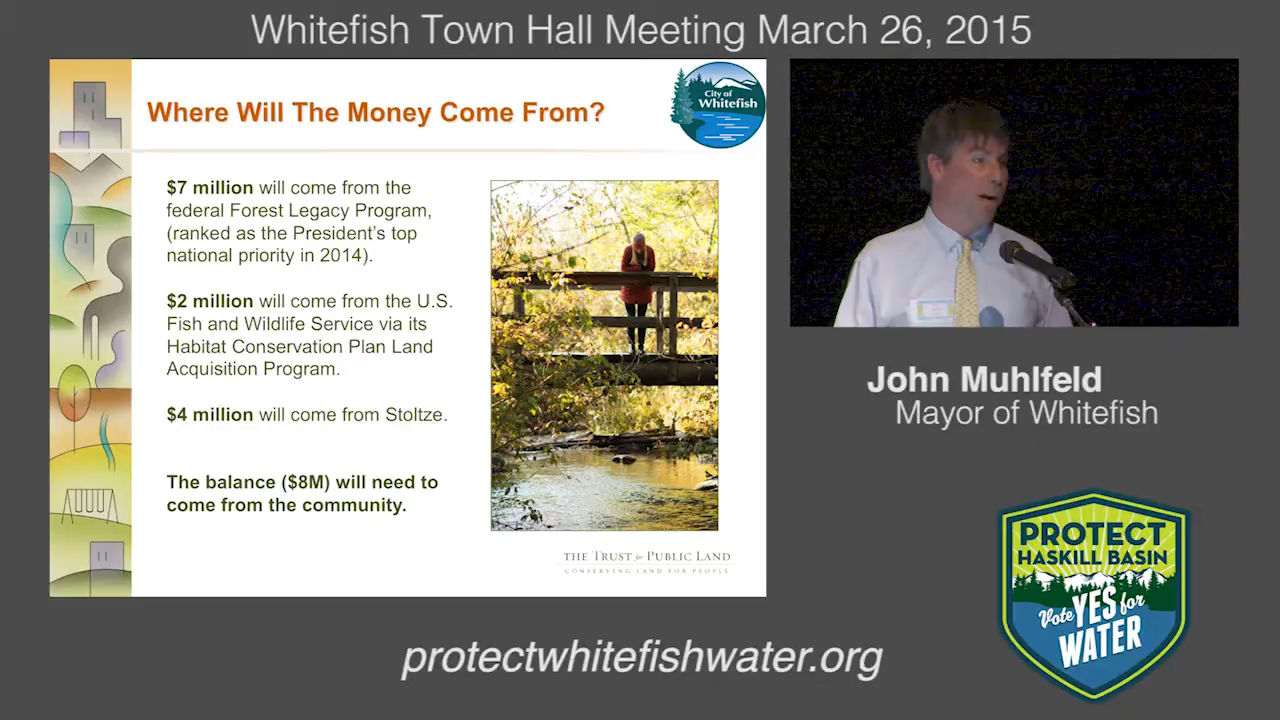 Whitefish Town Hall Meeting March 26, 2015
Where Will The Money Come From?
City of
Whitefish
$7 million will come from the
federal Forest Legacy Program,
(ranked as the President's top
national priority in 2014).
$2 million will come from the U.S.
Fish and Wildlife Service via its
Habitat Conservation Plan Land
Acquisition Program.
$4 million will come from Stoltze.
The balance ($8M) will need to
come from the community.
THE TRUST for PUBLIC LAND
CONSERVING LAND FOR PEOPLE
John Muhlfeld
Mayor of Whitefish
PROTECT
HASKILL BASIN
Vote YES for
WATER
protectwhitefishwater.org